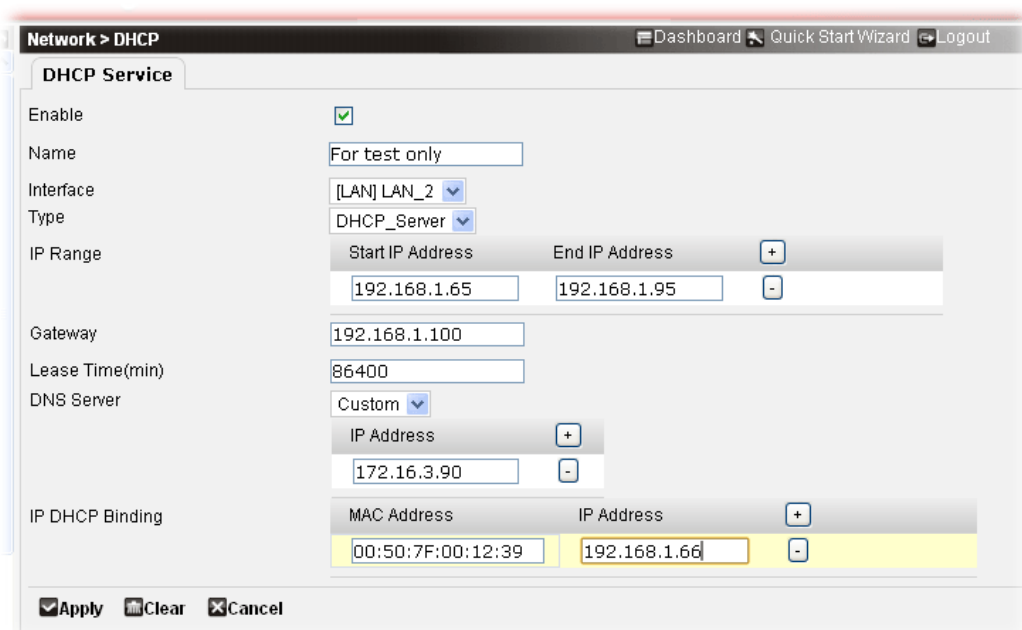 Network > DHCP Dashboard Quick Start Wizard Logout
DHCP Service
Enable
Name For test only
Interface [LAN] LAN_2
Type DHCP_Server
IP Range Start IP Address End IP Address +
192.168.1.65 192.168.1.95 -
Gateway 192.168.1.100
Lease Time(min) 86400
DNS Server Custom
IP Address +
172.16.3.90 -
IP DHCP Binding MAC Address IP Address +
00:50:7F:00:12:39 192.168.1.66 -
Apply Clear Cancel